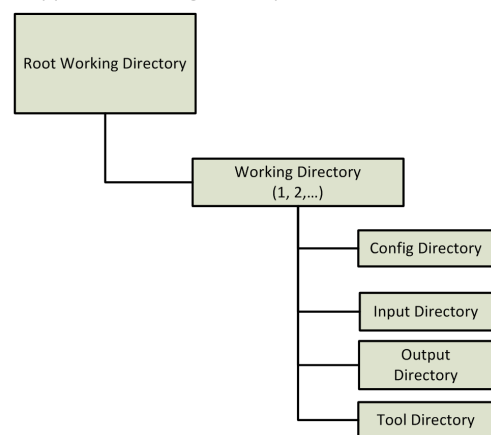 Root Working Directory
Working Directory
(1, 2,...)
Config Directory
Input Directory
Output
Directory
Tool Directory